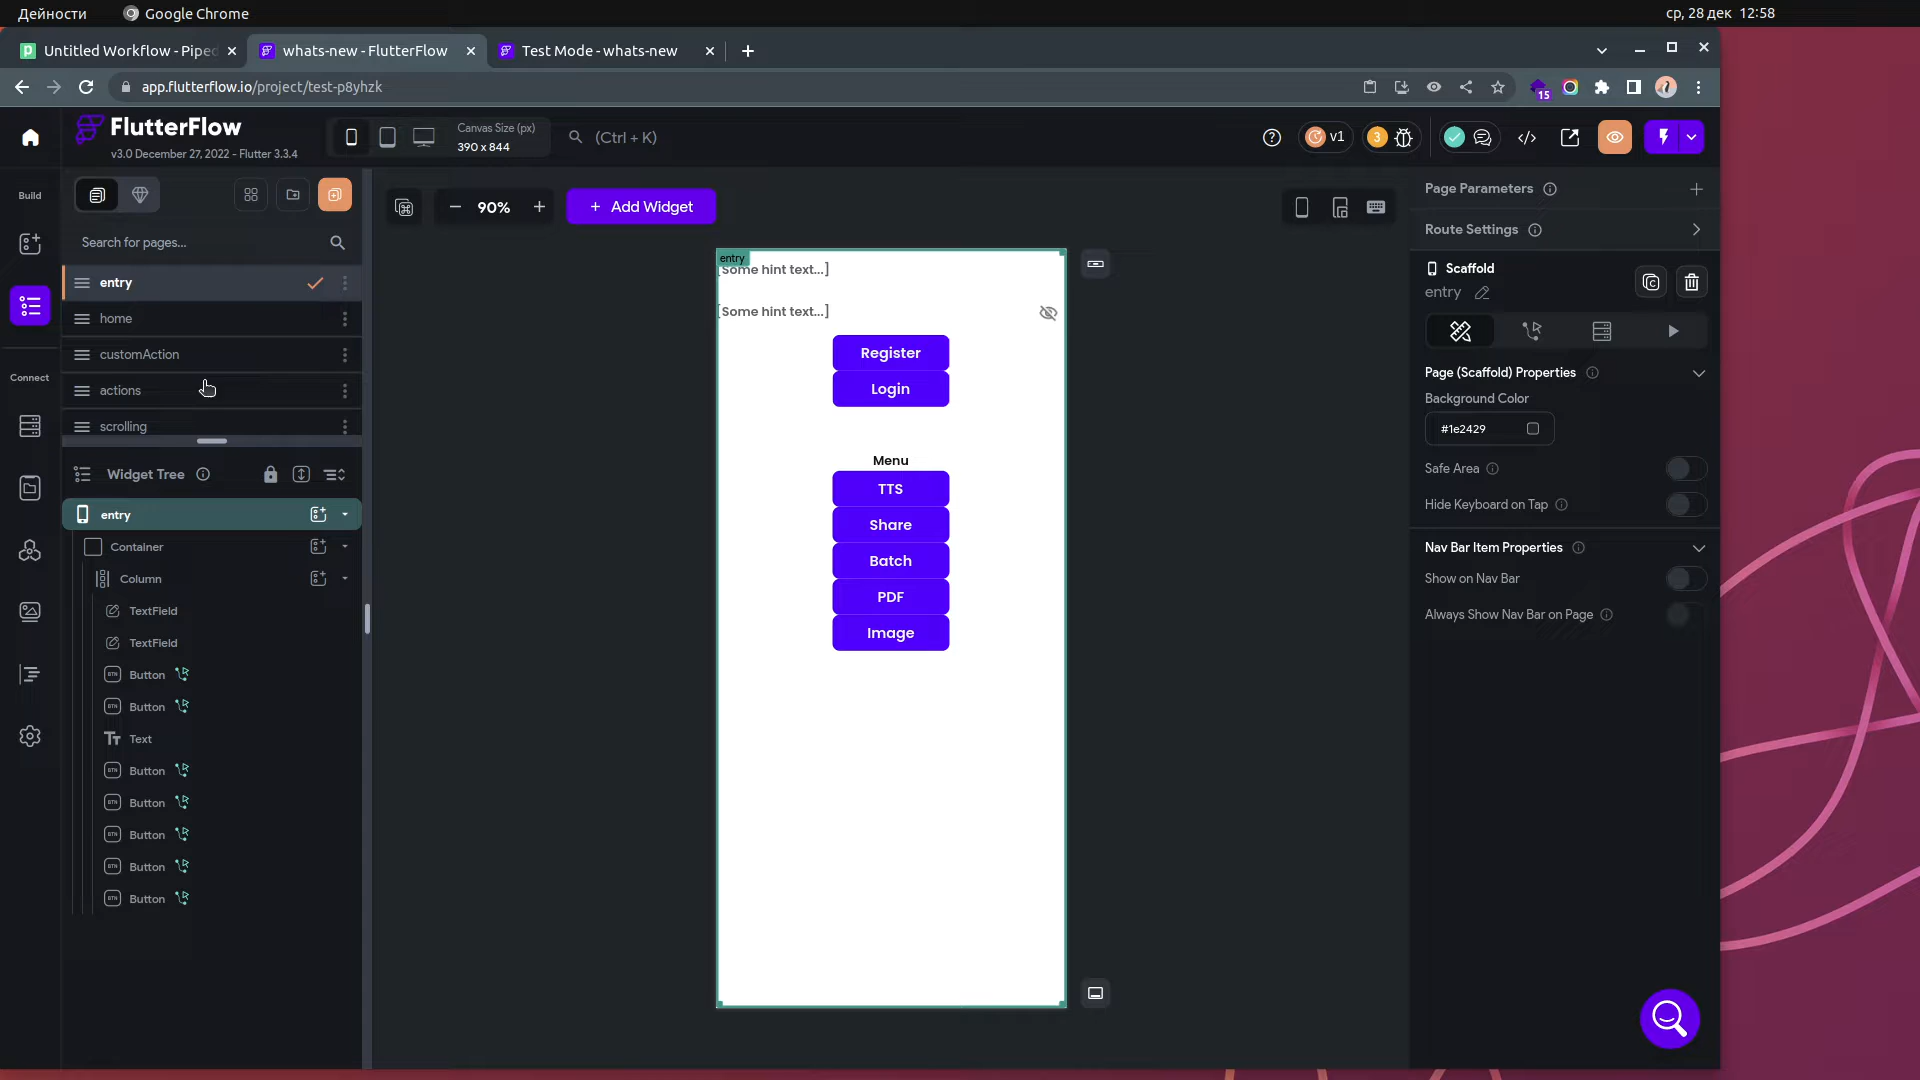 Дейности
Google Chrome
ср, 28 дек 12:58
Untitled Workflow - Piped
whats-new - FlutterFlow
Test Mode - whats-new
app.flutterflow.io/project/test-p8yhzk
15
FlutterFlow
v3.0 December 27, 2022 - Flutter 3.3.4
Canvas Size (px)
390 x 844
(Ctrl + K)
v1
3
Build
Search for pages...
entry
home
customAction
actions
scrolling
Connect
Widget Tree
entry
Container
Column
TextField
TextField
Button
Button
Tт Text
Button
Button
Button
Button
Button
90%
+ Add Widget
entry
[Some hint text...]
[Some hint text...]
Register
Login
Menu
TTS
Share
Batch
PDF
Image
Page Parameters
Route Settings
Scaffold
entry
Page (Scaffold) Properties
Background Color
#1e2429
Safe Area
Hide Keyboard on Tap
Nav Bar Item Properties
Show on Nav Bar
Always Show Nav Bar on Page